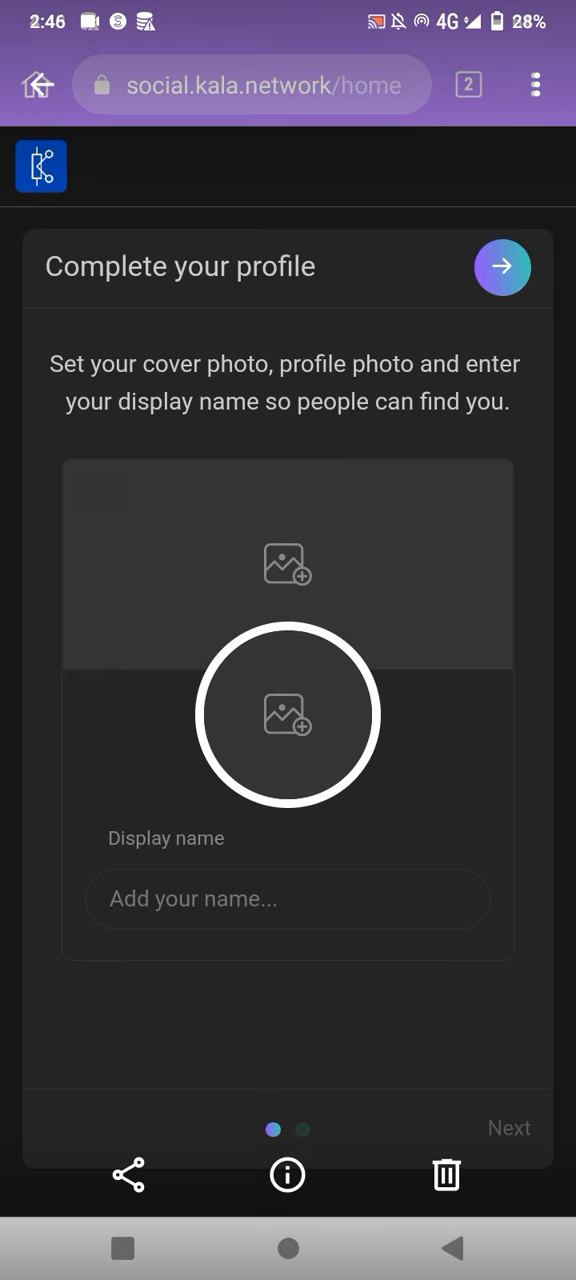 2:46
4G
28%
social.kala.network/home
2
Complete your profile
Set your cover photo, profile photo and enter
your display name so people can find you.
Display name
Add your name...
Next